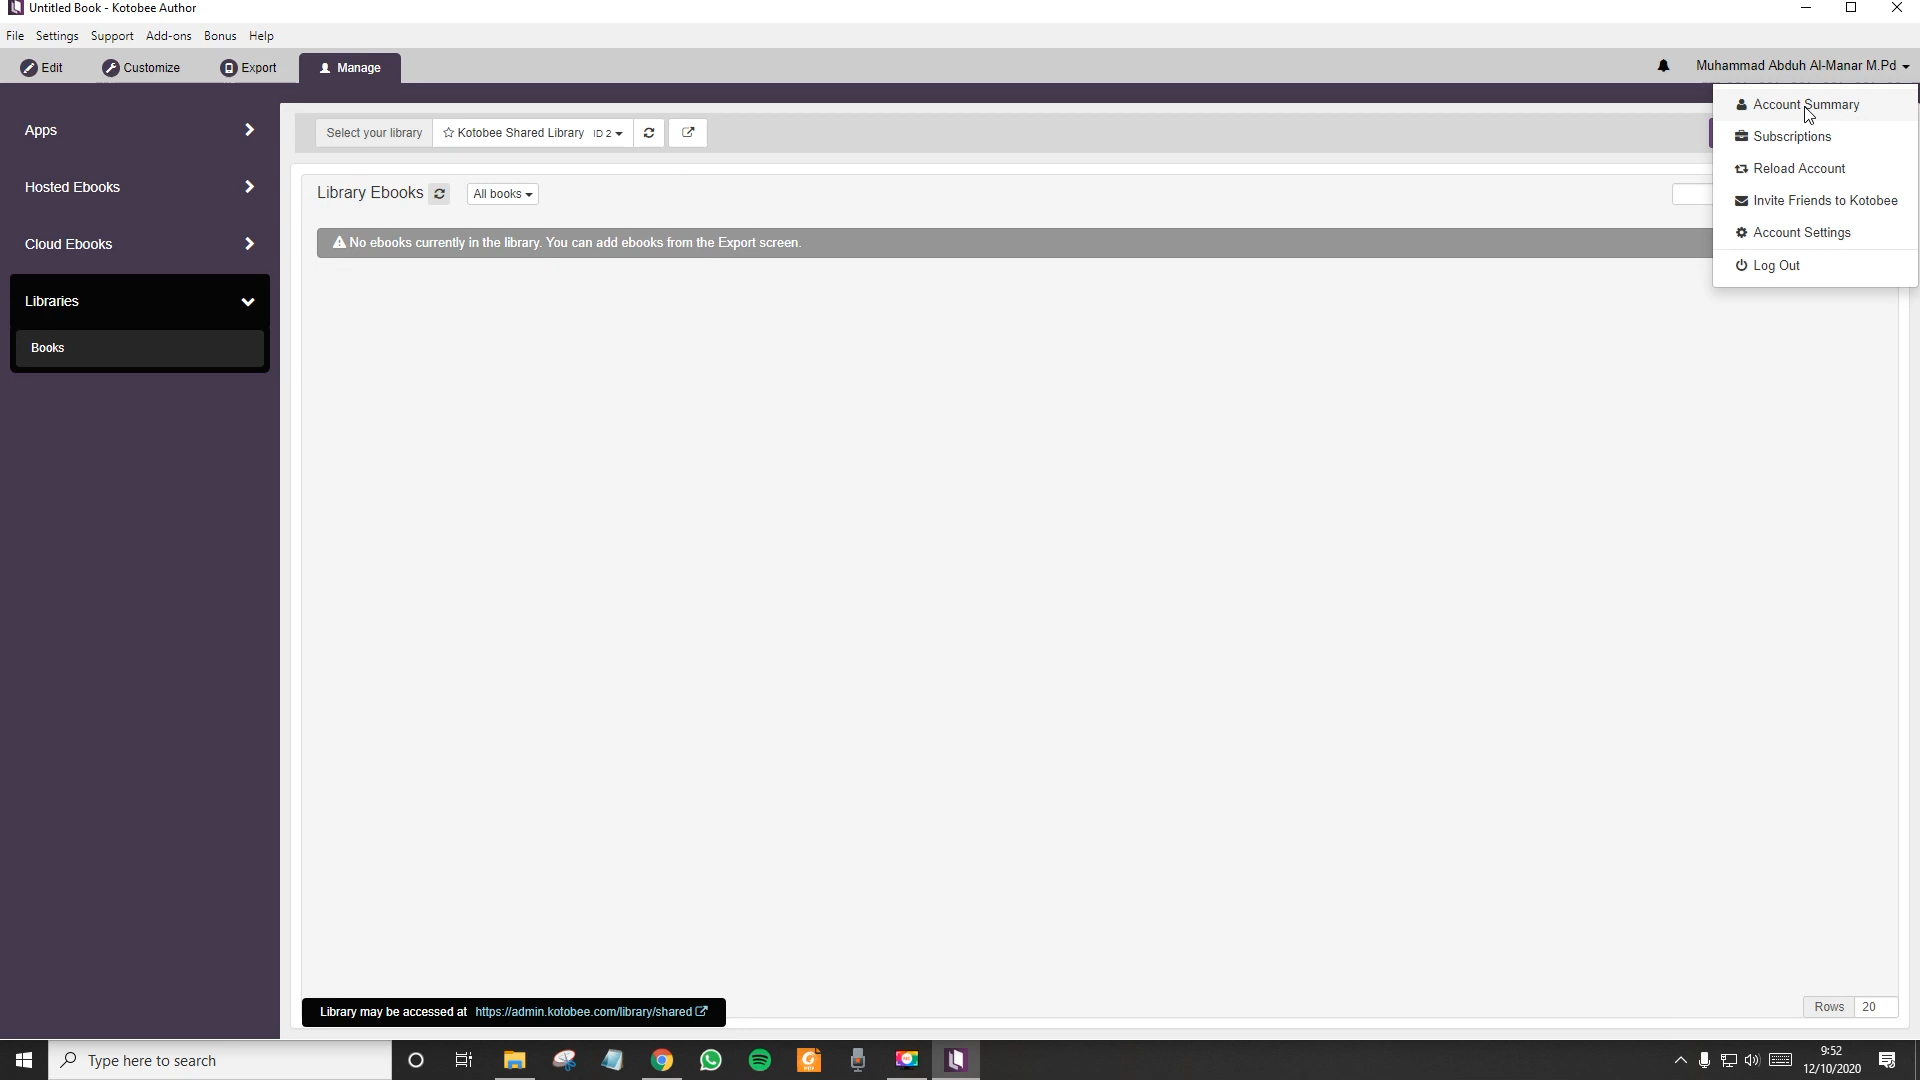 Untitled Book - Kotobee Author
File Settings Support Add-ons Bonus Help
Edit Customize Export Manage
Muhammad Abduh Al-Manar M.Pd
Apps
Hosted Ebooks
Cloud Ebooks
Libraries
Books
Select your library Kotobee Shared Library ID 2
Library Ebooks All books
No ebooks currently in the library. You can add ebooks from the Export screen.
Account Summary
Subscriptions
Reload Account
Invite Friends to Kotobee
Account Settings
Log Out
Library may be accessed at https://admin.kotobee.com/library/shared
Rows 20
Type here to search
9:52
12/10/2020